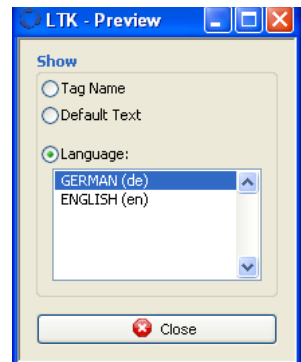 LTK - Preview
Show
Tag Name
Default Text
Language:
GERMAN (de)
ENGLISH (en)
Close